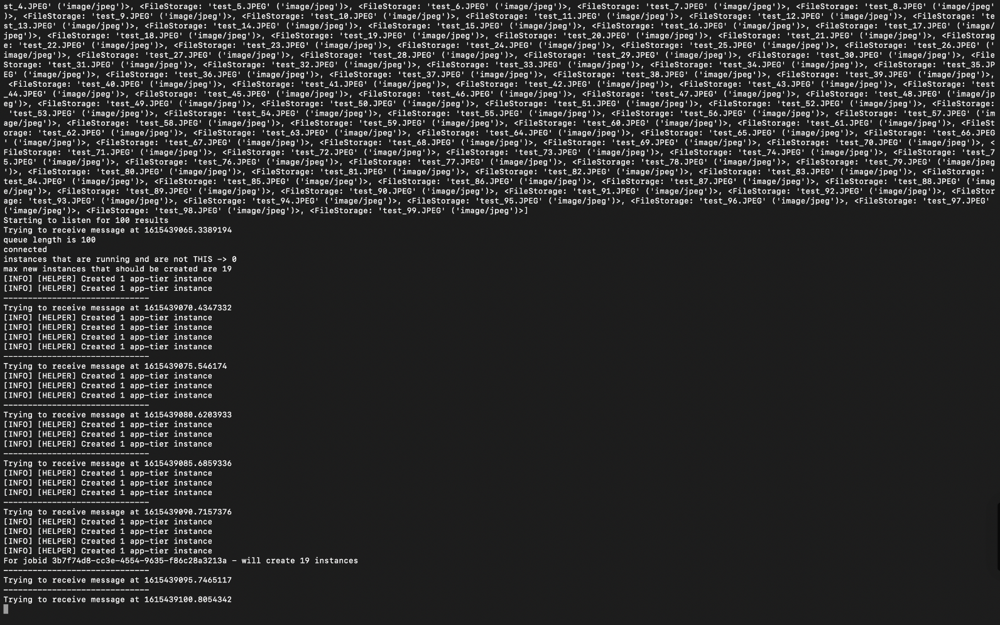 st_4.JPEG' ('image/jpeg')>, <FileStorage: 'test_5.JPEG' ('image/jpeg')>, <FileStorage: 'test_6.JPEG' ('image/jpeg')>, <FileStorage: 'test_7.JPEG' ('image/jpeg')>, <FileStorage: 'test_8.JPEG' ('image/jpeg'
)>, <FileStorage: 'test_9.JPEG' ('image/jpeg')>, <FileStorage: 'test_10.JPEG' ('image/jpeg')>, <FileStorage: 'test_11.JPEG' ('image/jpeg')>, <FileStorage: 'test_12.JPEG' ('image/jpeg')>, <FileStorage: 'te
st_13.JPEG' ('image/jpeg')>, <FileStorage: 'test_14.JPEG' ('image/jpeg')>, <FileStorage: 'test_15.JPEG' ('image/jpeg')>, <FileStorage: 'test_16.JPEG' ('image/jpeg')>, <FileStorage: 'test_17.JPEG' ('image/
jpeg')>, <FileStorage: 'test_18.JPEG' ('image/jpeg')>, <FileStorage: 'test_19.JPEG' ('image/jpeg')>, <FileStorage: 'test_20.JPEG' ('image/jpeg')>, <FileStorage: 'test_21.JPEG' ('image/jpeg')>, <FileStorag
e: 'test_22.JPEG' ('image/jpeg')>, <FileStorage: 'test_23.JPEG' ('image/jpeg')>, <FileStorage: 'test_24.JPEG' ('image/jpeg')>, <FileStorage: 'test_25.JPEG' ('image/jpeg')>, <FileStorage: 'test_26.JPEG' ('
image/jpeg')>, <FileStorage: 'test_27.JPEG' ('image/jpeg')>, <FileStorage: 'test_28.JPEG' ('image/jpeg')>, <FileStorage: 'test_29.JPEG' ('image/jpeg')>, <FileStorage: 'test_30.JPEG' ('image/jpeg')>, <File
Storage: 'test_31.JPEG' ('image/jpeg')>, <FileStorage: 'test_32.JPEG' ('image/jpeg')>, <FileStorage: 'test_33.JPEG' ('image/jpeg')>, <FileStorage: 'test_34.JPEG' ('image/jpeg')>, <FileStorage: 'test_35.JP
EG' ('image/jpeg')>, <FileStorage: 'test_36.JPEG' ('image/jpeg')>, <FileStorage: 'test_37.JPEG' ('image/jpeg')>, <FileStorage: 'test_38.JPEG' ('image/jpeg')>, <FileStorage: 'test_39.JPEG' ('image/jpeg')>,
 <FileStorage: 'test_40.JPEG' ('image/jpeg')>, <FileStorage: 'test_41.JPEG' ('image/jpeg')>, <FileStorage: 'test_42.JPEG' ('image/jpeg')>, <FileStorage: 'test_43.JPEG' ('image/jpeg')>, <FileStorage: 'test
_44.JPEG' ('image/jpeg')>, <FileStorage: 'test_45.JPEG' ('image/jpeg')>, <FileStorage: 'test_46.JPEG' ('image/jpeg')>, <FileStorage: 'test_47.JPEG' ('image/jpeg')>, <FileStorage: 'test_48.JPEG' ('image/jp
eg')>, <FileStorage: 'test_49.JPEG' ('image/jpeg')>, <FileStorage: 'test_50.JPEG' ('image/jpeg')>, <FileStorage: 'test_51.JPEG' ('image/jpeg')>, <FileStorage: 'test_52.JPEG' ('image/jpeg')>, <FileStorage:
 'test_53.JPEG' ('image/jpeg')>, <FileStorage: 'test_54.JPEG' ('image/jpeg')>, <FileStorage: 'test_55.JPEG' ('image/jpeg')>, <FileStorage: 'test_56.JPEG' ('image/jpeg')>, <FileStorage: 'test_57.JPEG' ('im
age/jpeg')>, <FileStorage: 'test_58.JPEG' ('image/jpeg')>, <FileStorage: 'test_59.JPEG' ('image/jpeg')>, <FileStorage: 'test_60.JPEG' ('image/jpeg')>, <FileStorage: 'test_61.JPEG' ('image/jpeg')>, <FileSt
orage: 'test_62.JPEG' ('image/jpeg')>, <FileStorage: 'test_63.JPEG' ('image/jpeg')>, <FileStorage: 'test_64.JPEG' ('image/jpeg')>, <FileStorage: 'test_65.JPEG' ('image/jpeg')>, <FileStorage: 'test_66.JPEG
' ('image/jpeg')>, <FileStorage: 'test_67.JPEG' ('image/jpeg')>, <FileStorage: 'test_68.JPEG' ('image/jpeg')>, <FileStorage: 'test_69.JPEG' ('image/jpeg')>, <FileStorage: 'test_70.JPEG' ('image/jpeg')>, <
FileStorage: 'test_71.JPEG' ('image/jpeg')>, <FileStorage: 'test_72.JPEG' ('image/jpeg')>, <FileStorage: 'test_73.JPEG' ('image/jpeg')>, <FileStorage: 'test_74.JPEG' ('image/jpeg')>, <FileStorage: 'test_7
5.JPEG' ('image/jpeg')>, <FileStorage: 'test_76.JPEG' ('image/jpeg')>, <FileStorage: 'test_77.JPEG' ('image/jpeg')>, <FileStorage: 'test_78.JPEG' ('image/jpeg')>, <FileStorage: 'test_79.JPEG' ('image/jpeg
')>, <FileStorage: 'test_80.JPEG' ('image/jpeg')>, <FileStorage: 'test_81.JPEG' ('image/jpeg')>, <FileStorage: 'test_82.JPEG' ('image/jpeg')>, <FileStorage: 'test_83.JPEG' ('image/jpeg')>, <FileStorage: '
test_84.JPEG' ('image/jpeg')>, <FileStorage: 'test_85.JPEG' ('image/jpeg')>, <FileStorage: 'test_86.JPEG' ('image/jpeg')>, <FileStorage: 'test_87.JPEG' ('image/jpeg')>, <FileStorage: 'test_88.JPEG' ('imag
e/jpeg')>, <FileStorage: 'test_89.JPEG' ('image/jpeg')>, <FileStorage: 'test_90.JPEG' ('image/jpeg')>, <FileStorage: 'test_91.JPEG' ('image/jpeg')>, <FileStorage: 'test_92.JPEG' ('image/jpeg')>, <FileStor
age: 'test_93.JPEG' ('image/jpeg')>, <FileStorage: 'test_94.JPEG' ('image/jpeg')>, <FileStorage: 'test_95.JPEG' ('image/jpeg')>, <FileStorage: 'test_96.JPEG' ('image/jpeg')>, <FileStorage: 'test_97.JPEG'
('image/jpeg')>, <FileStorage: 'test_98.JPEG' ('image/jpeg')>, <FileStorage: 'test_99.JPEG' ('image/jpeg')>]
Starting to listen for 100 results
Trying to receive message at 1615439065.3389194
queue length is 100
connected
instances that are running and are not THIS -> 0
max new instances that should be created are 19
[INFO] [HELPER] Created 1 app-tier instance
[INFO] [HELPER] Created 1 app-tier instance
------------------------------
Trying to receive message at 1615439070.4347332
[INFO] [HELPER] Created 1 app-tier instance
[INFO] [HELPER] Created 1 app-tier instance
[INFO] [HELPER] Created 1 app-tier instance
[INFO] [HELPER] Created 1 app-tier instance
------------------------------
Trying to receive message at 1615439075.546174
[INFO] [HELPER] Created 1 app-tier instance
[INFO] [HELPER] Created 1 app-tier instance
[INFO] [HELPER] Created 1 app-tier instance
------------------------------
Trying to receive message at 1615439080.6203933
[INFO] [HELPER] Created 1 app-tier instance
[INFO] [HELPER] Created 1 app-tier instance
[INFO] [HELPER] Created 1 app-tier instance
------------------------------
Trying to receive message at 1615439085.6859336
[INFO] [HELPER] Created 1 app-tier instance
[INFO] [HELPER] Created 1 app-tier instance
[INFO] [HELPER] Created 1 app-tier instance
------------------------------
Trying to receive message at 1615439090.7157376
[INFO] [HELPER] Created 1 app-tier instance
[INFO] [HELPER] Created 1 app-tier instance
[INFO] [HELPER] Created 1 app-tier instance
[INFO] [HELPER] Created 1 app-tier instance
For jobid 3b7f74d8-cc3e-4554-9635-f86c28a3213a - will create 19 instances
------------------------------
Trying to receive message at 1615439095.7465117
------------------------------
Trying to receive message at 1615439100.8054342